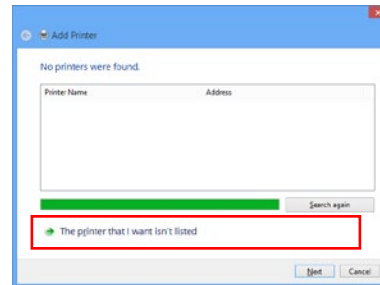 Add Printer
No printers were found.
Printer Name Address
Search again
The printer that I want isn't listed
Next Cancel